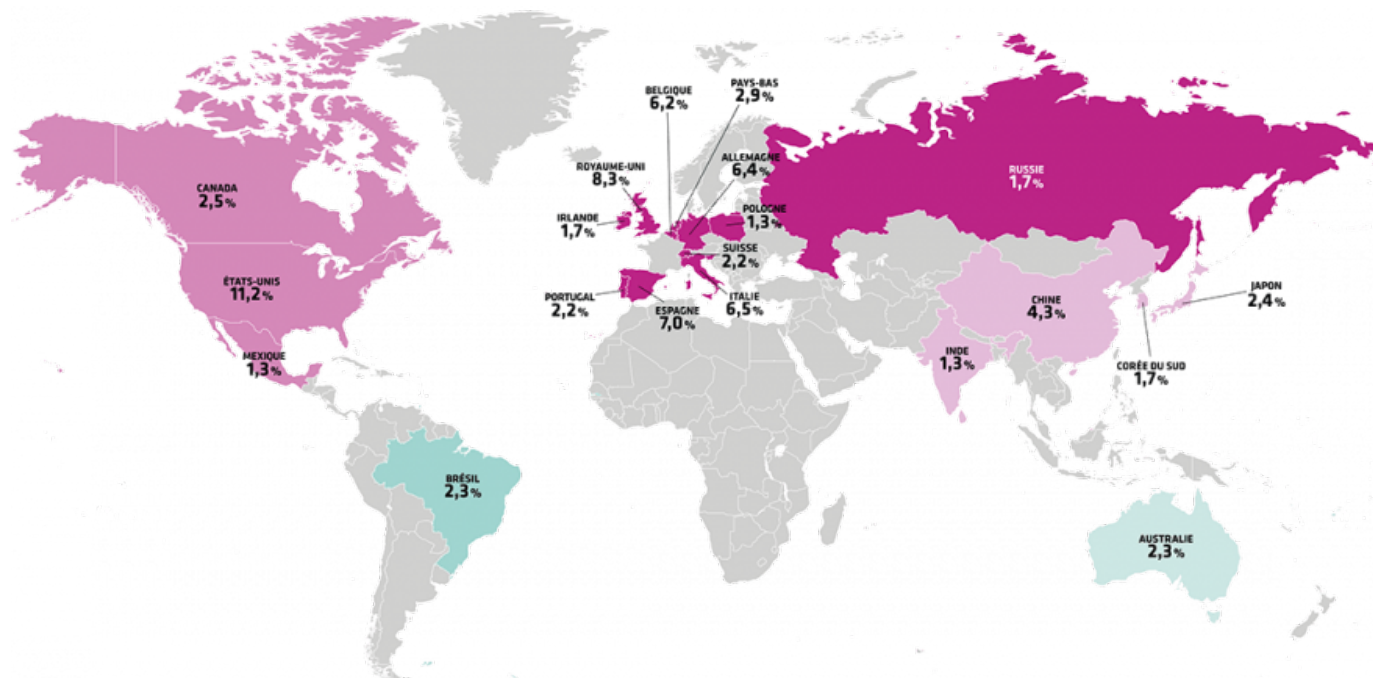 PAYS-BAS
2,9%
BELGIQUE
6,2%
ALLEMAGNE
6,4%
ROYAUME-UNI
8,3%
RUSSIE
1,7%
CANADA
2,5%
POLOGNE
1,3%
IRLANDE
1,7%
SUISSE
2,2%
ÉTATS-UNIS
11,2%
PORTUGAL
2,2%
ESPAGNE
7,0%
ITALIE
6,5%
CHINE
4,3%
JAPON
2,4%
MEXIQUE
1,3%
INDE
1,3%
CORÉE DU SUD
1,7%
BRÉSIL
2,3%
AUSTRALIE
2,3%